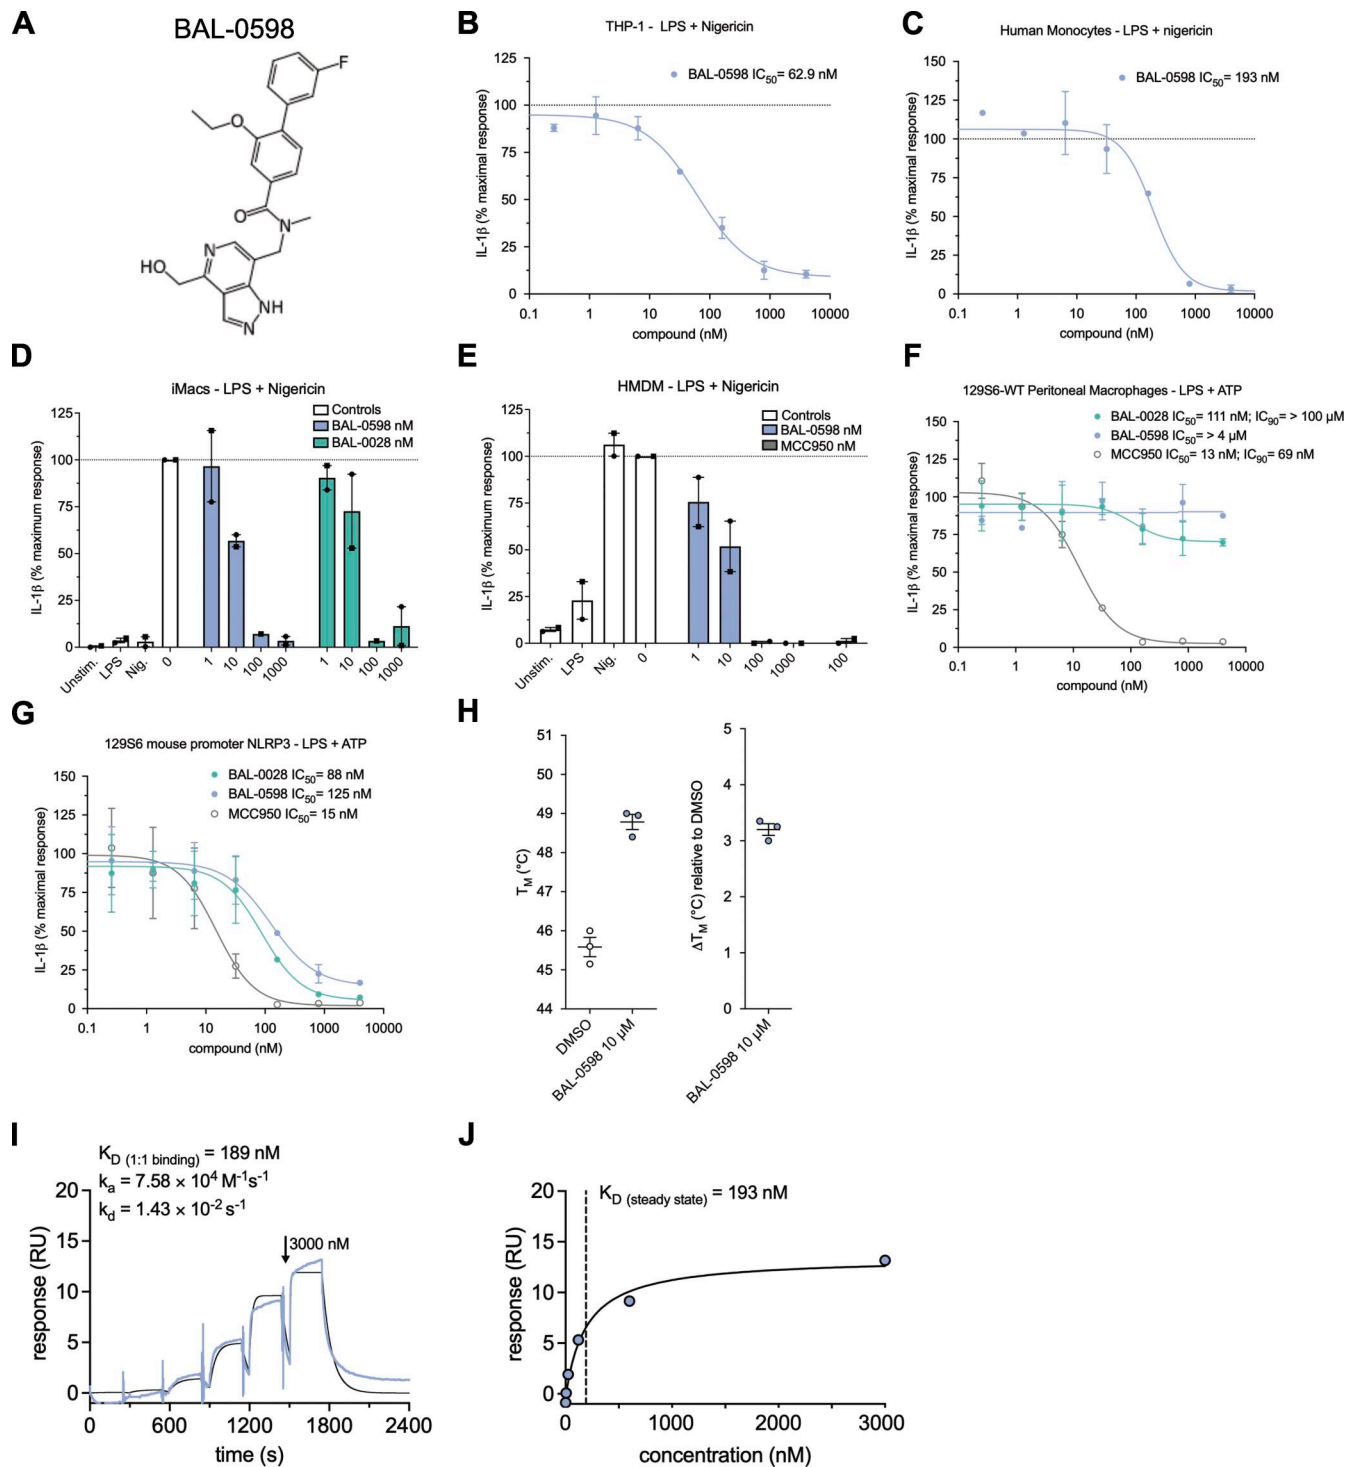 A
BAL-0598
F
O
O
N
N
HO
NH
N
B
THP-1 - LPS + Nigericin
BAL-0598 IC50= 62.9 nM
IL-1β (% maximal response)
125
100
75
50
25
0
0.1 1 10 100 1000 10000
compound (nM)
C
Human Monocytes - LPS + nigericin
BAL-0598 IC50= 193 nM
IL-1β (% maximal response)
150
125
100
75
50
25
0
0.1 1 10 100 1000 10000
compound (nM)
D
iMacs - LPS + Nigericin
Controls
BAL-0598 nM
BAL-0028 nM
IL-1β (% maximum response)
125
100
75
50
25
0
Unstim. LPS Nig. 0 1 10 100 1000 1 10 100 1000
E
HMDM - LPS + Nigericin
Controls
BAL-0598 nM
MCC950 nM
IL-1β (% maximum response)
125
100
75
50
25
0
Unstim. LPS Nig. 0 1 10 100 1000 100
F
129S6-WT Peritoneal Macrophages - LPS + ATP
BAL-0028 IC50= 111 nM; IC90= > 100 µM
BAL-0598 IC50= > 4 µM
MCC950 IC50= 13 nM; IC90= 69 nM
IL-1β (% maximal response)
150
125
100
75
50
25
0
0.1 1 10 100 1000 10000
compound (nM)
G
129S6 mouse promoter NLRP3 - LPS + ATP
BAL-0028 IC50= 88 nM
BAL-0598 IC50= 125 nM
MCC950 IC50= 15 nM
IL-1β (% maximal response)
150
125
100
75
50
25
0
0.1 1 10 100 1000 10000
compound (nM)
H
TM (°C)
51
50
49
48
47
46
45
44
DMSO
BAL-0598 10 µM
ΔTM (°C) relative to DMSO
5
4
3
2
1
0
BAL-0598 10 µM
I
KD (1:1 binding) = 189 nM
ka = 7.58 × 10⁴ M⁻¹s⁻¹
kd = 1.43 × 10⁻² s⁻¹
3000 nM
response (RU)
20
15
10
5
0
0 600 1200 1800 2400
time (s)
J
KD (steady state) = 193 nM
response (RU)
20
15
10
5
0
0 1000 2000 3000
concentration (nM)